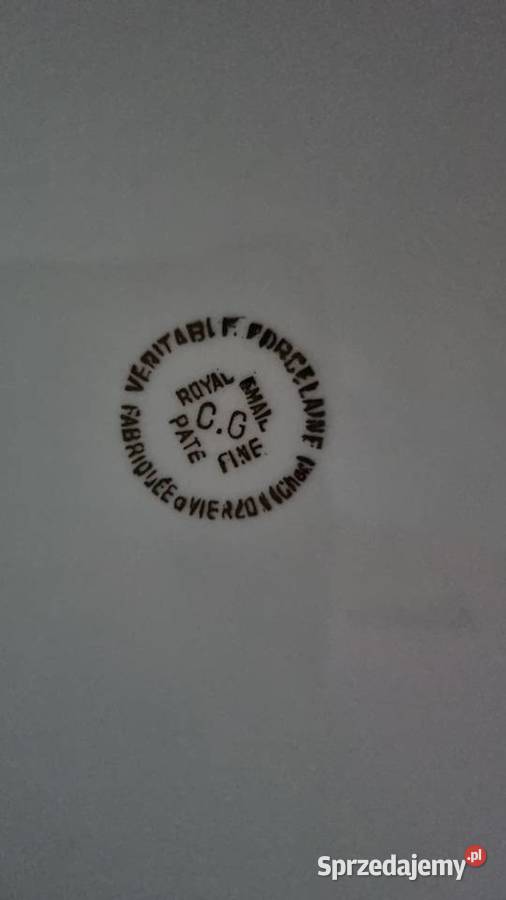 VERITABLE PORCELAINE
FABRIQUÉE a VIERZON (Cher)
ROYAL EMAIL
C.G
PATE FINE
Sprzedajemy.pl